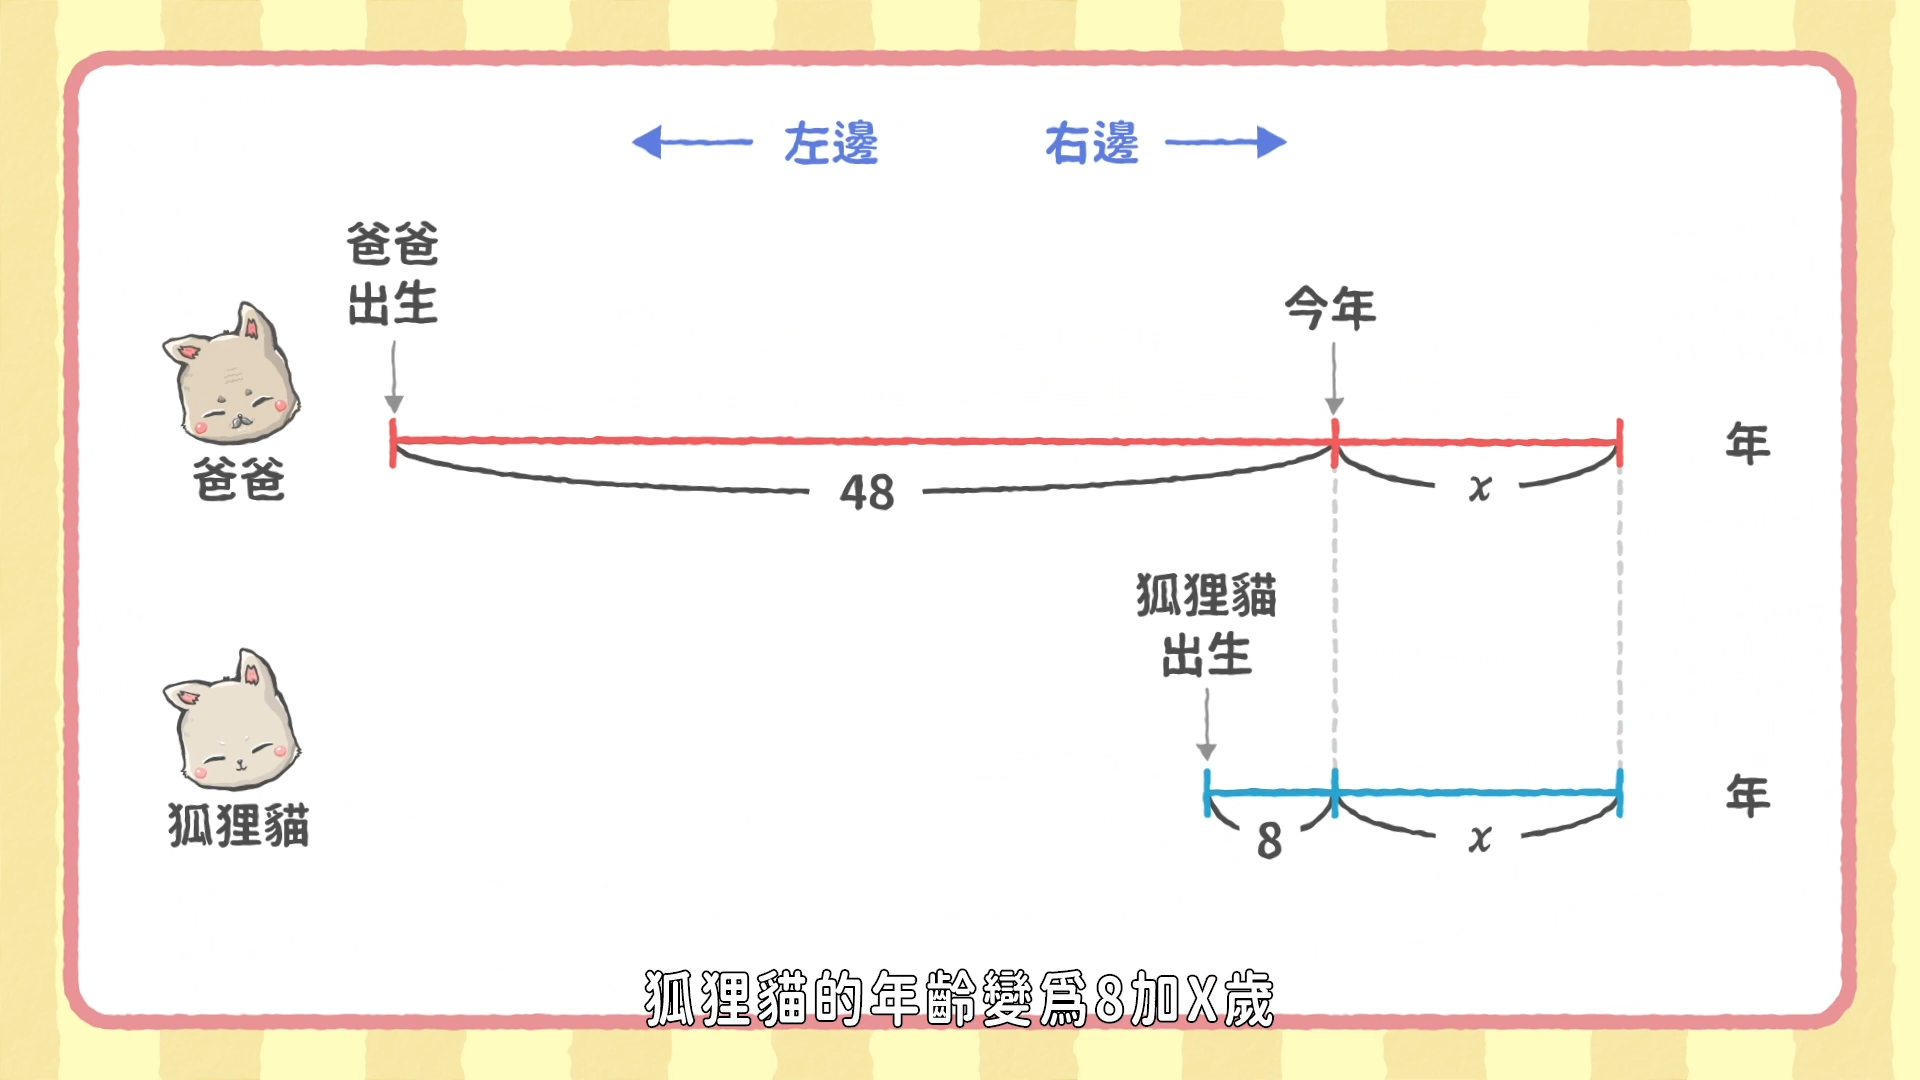 左邊 右邊
爸爸
出生
今年
爸爸
年
48
x
狐狸貓
出生
狐狸貓
年
8
x
狐狸貓的年齡變為8加X歲